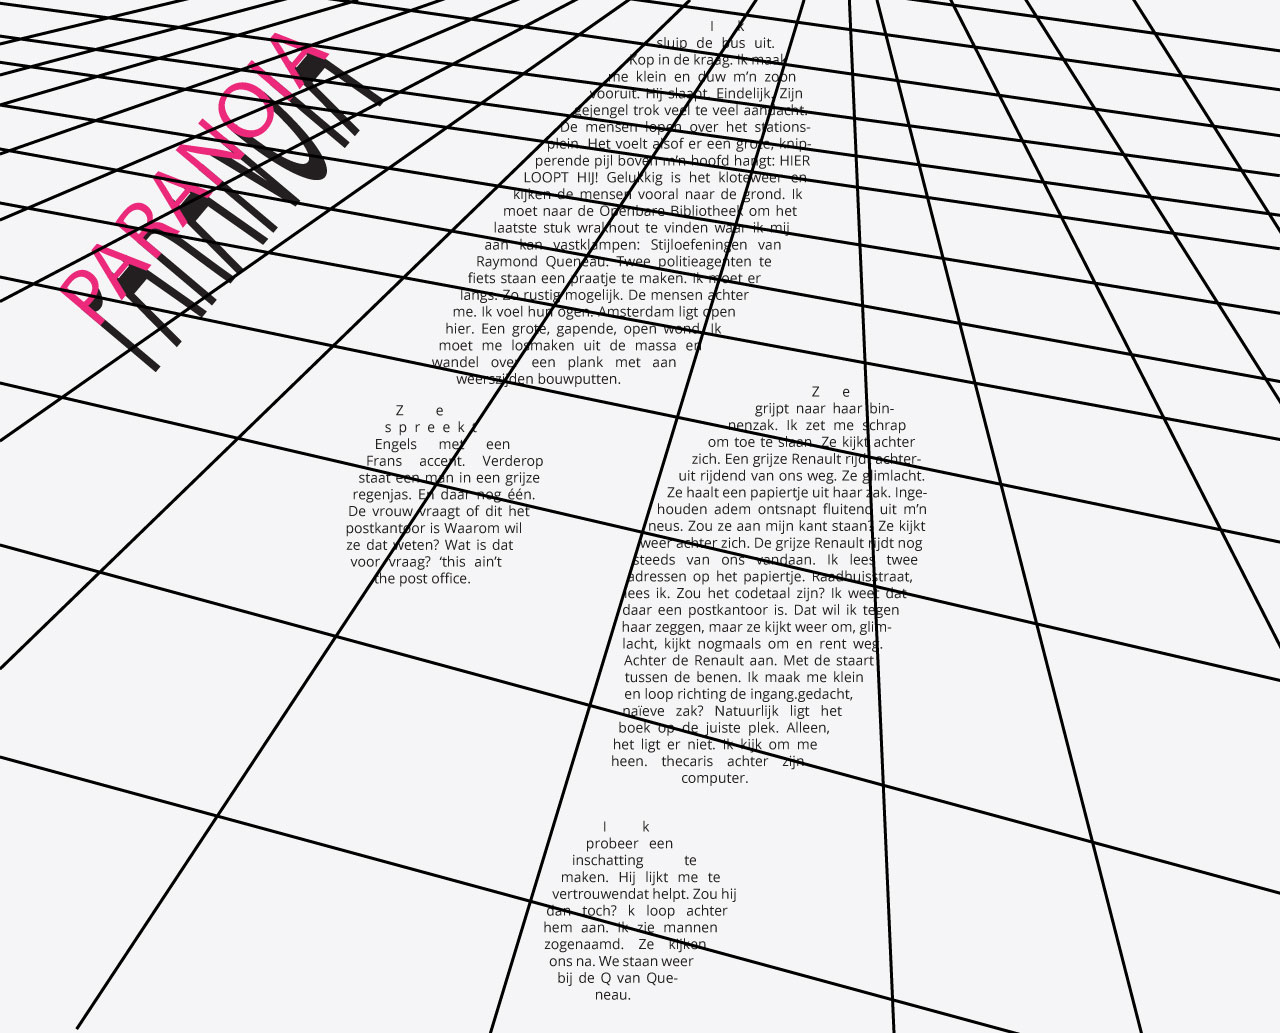 PARANOIA
Ik
sluip de bus uit.
Kop in de kraag. Ik maak
me klein en duw m’n zoon
vooruit. Hij slaapt. Eindelijk. Zijn
gejengel trok veel te veel aandacht.
De mensen lopen over het stations-
plein. Het voelt alsof er een grote, knip-
perende pijl boven m’n hoofd hangt: HIER
LOOPT HIJ! Gelukkig is het kloteweer en
kijken de mensen vooral naar de grond. Ik
moet naar de Openbare Bibliotheek om het
laatste stuk wrakhout te vinden waar ik mij
aan kan vastklampen: Stijloefeningen van
Raymond Queneau. Twee politieagenten te
fiets staan een praatje te maken. Ik moet er
langs. Zo rustig mogelijk. De mensen achter
me. Ik voel hun ogen. Amsterdam ligt open
hier. Een grote, gapende, open wond. Ik
moet me losmaken uit de massa en
wandel over een plank met aan
weerszijden bouwputten.
Ze
spreekt
Engels met een
Frans accent. Verderop
staat een man in een grijze
regenjas. En daar nog één.
De vrouw vraagt of dit het
postkantoor is Waarom wil
ze dat weten? Wat is dat
voor vraag? ‘this ain’t
the post office.
Ze
grijpt naar haar bin-
nenzak. Ik zet me schrap
om toe te slaan. Ze kijkt achter
zich. Een grijze Renault rijdt achter-
uit rijdend van ons weg. Ze glimlacht.
Ze haalt een papiertje uit haar zak. Inge-
houden adem ontsnapt fluitend uit m’n
neus. Zou ze aan mijn kant staan? Ze kijkt
weer achter zich. De grijze Renault rijdt nog
steeds van ons vandaan. Ik lees twee
adressen op het papiertje. Raadhuisstraat,
lees ik. Zou het codetaal zijn? Ik weet dat
daar een postkantoor is. Dat wil ik tegen
haar zeggen, maar ze kijkt weer om, glim-
lacht, kijkt nogmaals om en rent weg.
Achter de Renault aan. Met de staart
tussen de benen. Ik maak me klein
en loop richting de ingang.gedacht,
naïeve zak? Natuurlijk ligt het
boek op de juiste plek. Alleen,
het ligt er niet. Ik kijk om me
heen. thecaris achter zijn
computer.
Ik
probeer een
inschatting te
maken. Hij lijkt me te
vertrouwendat helpt. Zou hij
dan toch? k loop achter
hem aan. Ik zie mannen
zogenaamd. Ze kijken
ons na. We staan weer
bij de Q van Que-
neau.